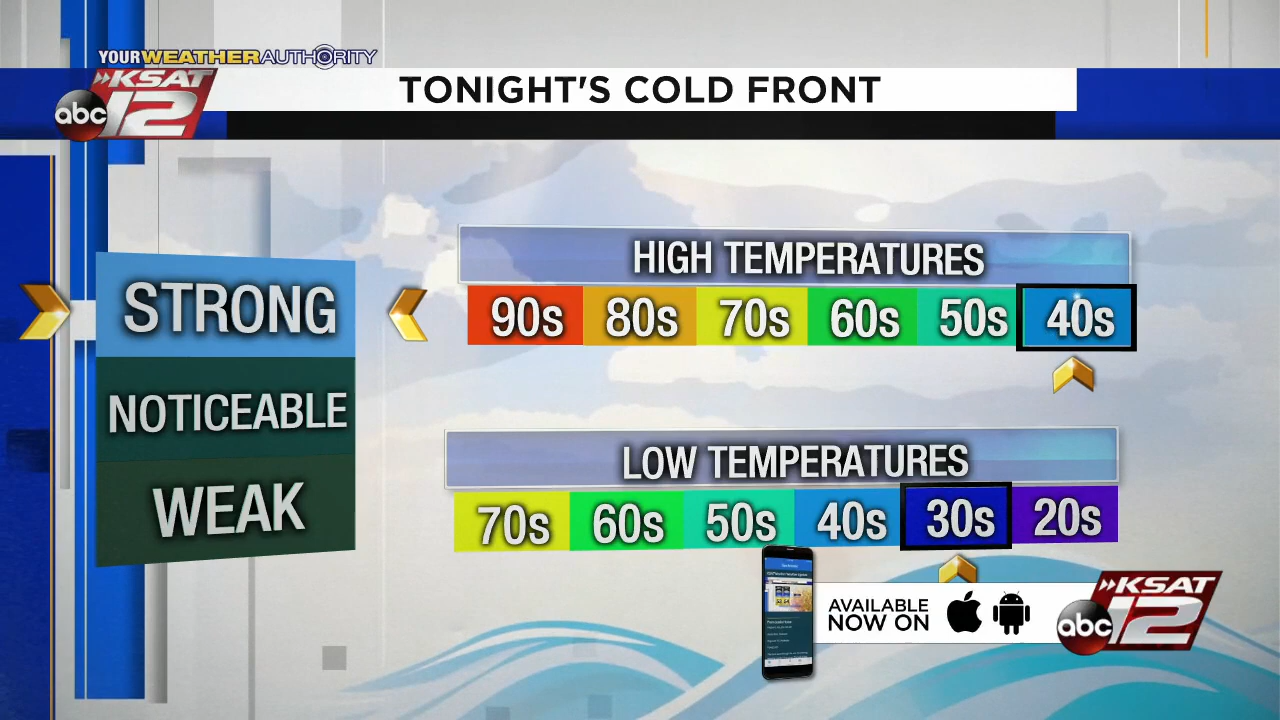 YOURWEATHERAUTHORITY
KSAT
abc 12
TONIGHT'S COLD FRONT
STRONG
NOTICEABLE
WEAK
HIGH TEMPERATURES
90s 80s 70s 60s 50s 40s
LOW TEMPERATURES
70s 60s 50s 40s 30s 20s
AVAILABLE
NOW ON
KSAT
abc 12